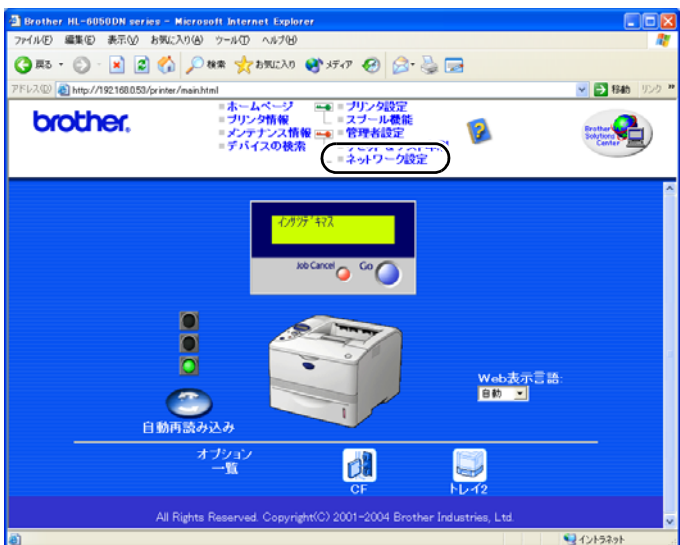 Brother HL-6050DN series - Microsoft Internet Explorer
ファイル(F) 編集(E) 表示(V) お気に入り(A) ツール(T) ヘルプ(H)
戻る 検索 お気に入り メディア
アドレス(D) http://192.168.0.53/printer/main.html 移動 リンク »
brother.
ホームページ プリンタ設定
プリンタ情報 スプール機能
メンテナンス情報 管理者設定
デバイスの検索
ネットワーク設定
Brother Solutions Center
インサツデキマス
Job Cancel Go
Web表示言語:
自動
自動再読み込み
オプション
一覧
CF トレイ2
All Rights Reserved. Copyright(C) 2001-2004 Brother Industries, Ltd.
イントラネット